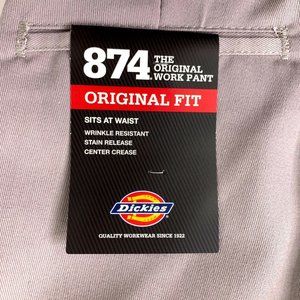 874 THE
ORIGINAL
WORK PANT
ORIGINAL FIT
SITS AT WAIST
WRINKLE RESISTANT
STAIN RELEASE
CENTER CREASE
Dickies
QUALITY WORKWEAR SINCE 1922